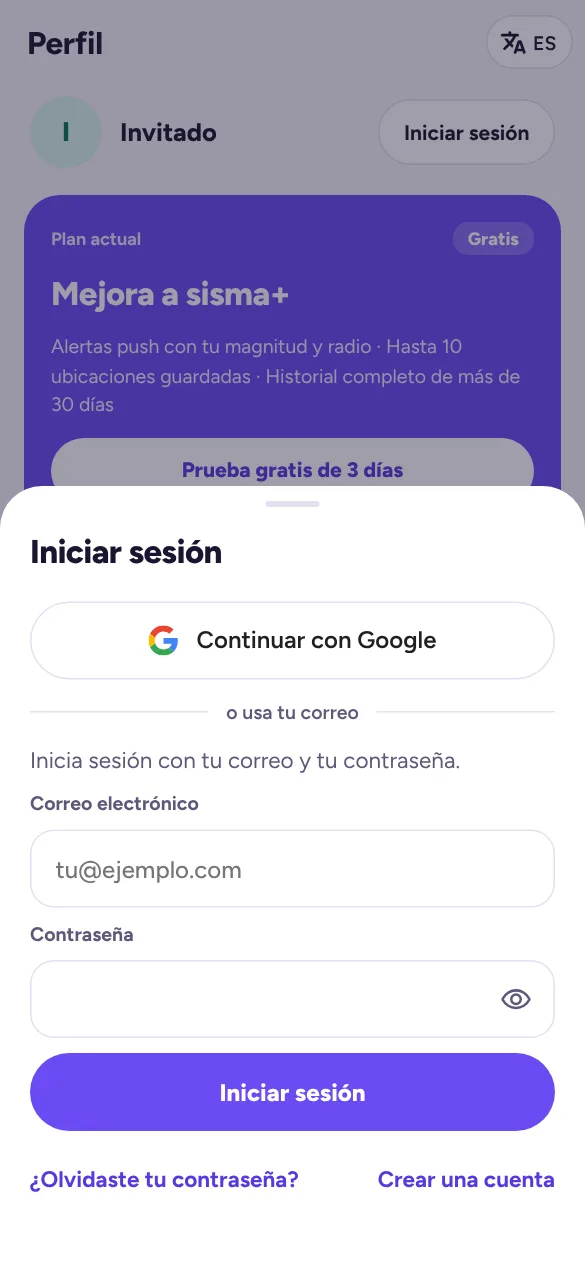 Perfil
ES
I
Invitado
Iniciar sesión
Plan actual
Gratis
Mejora a sisma+
Alertas push con tu magnitud y radio · Hasta 10
ubicaciones guardadas · Historial completo de más de
30 días
Prueba gratis de 3 días
Iniciar sesión
Continuar con Google
o usa tu correo
Inicia sesión con tu correo y tu contraseña.
Correo electrónico
tu@ejemplo.com
Contraseña
Iniciar sesión
¿Olvidaste tu contraseña?
Crear una cuenta